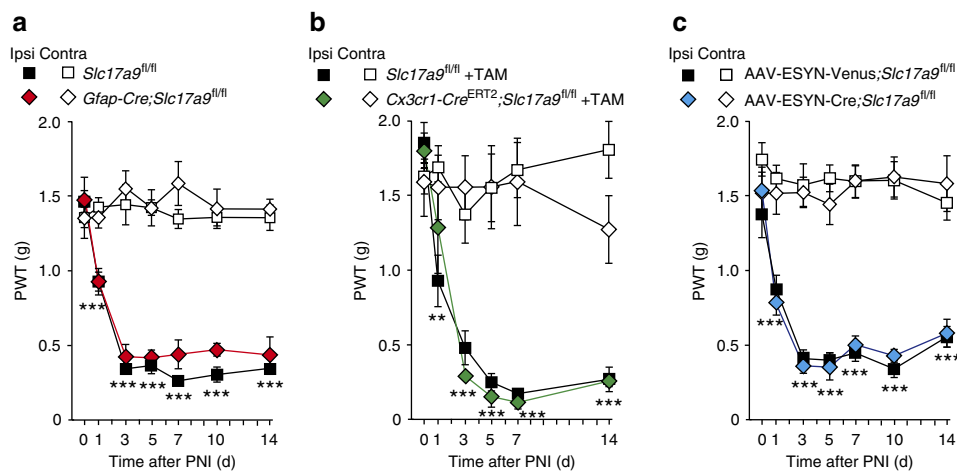 a
Ipsi Contra
Slc17a9fl/fl
Gfap-Cre;Slc17a9fl/fl
2.0
1.5
1.0
0.5
0
PWT (g)
***
*** *** *** *** ***
0 1 3 5 7 10 14
Time after PNI (d)
b
Ipsi Contra
Slc17a9fl/fl +TAM
Cx3cr1-CreERT2;Slc17a9fl/fl +TAM
2.0
1.5
1.0
0.5
0
PWT (g)
**
*** *** *** ***
0 1 3 5 7 14
Time after PNI (d)
c
Ipsi Contra
AAV-ESYN-Venus;Slc17a9fl/fl
AAV-ESYN-Cre;Slc17a9fl/fl
2.0
1.5
1.0
0.5
0
PWT (g)
***
*** *** *** *** ***
0 1 3 5 7 10 14
Time after PNI (d)